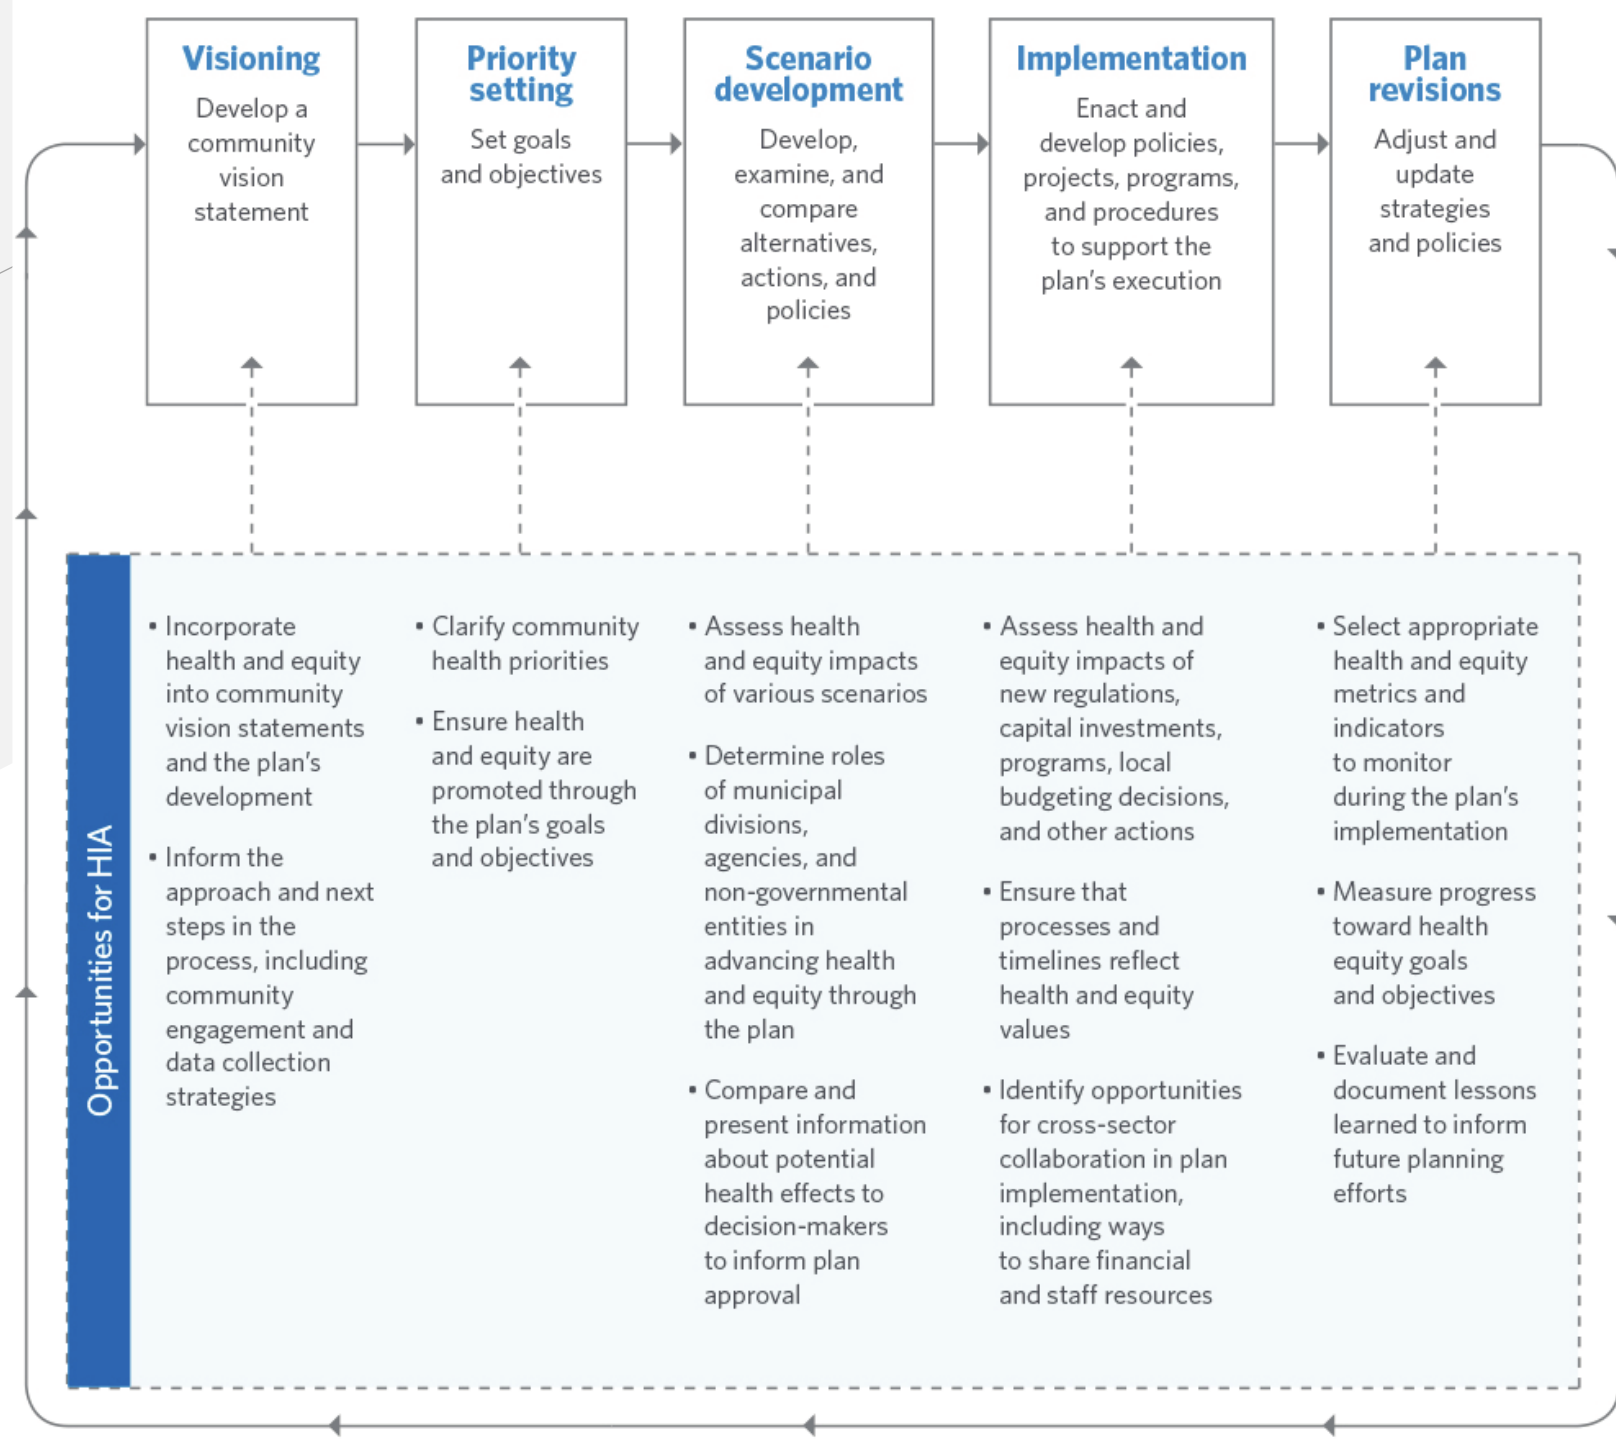 Visioning
Develop a
community
vision
statement
Priority
setting
Set goals
and objectives
Scenario
development
Develop,
examine, and
compare
alternatives,
actions, and
policies
Implementation
Enact and
develop policies,
projects, programs,
and procedures
to support the
plan’s execution
Plan
revisions
Adjust and
update
strategies
and policies
Opportunities for HIA
▪ Incorporate
health and equity
into community
vision statements
and the plan’s
development
▪ Inform the
approach and next
steps in the
process, including
community
engagement and
data collection
strategies
▪ Clarify community
health priorities
▪ Ensure health
and equity are
promoted through
the plan’s goals
and objectives
▪ Assess health
and equity impacts
of various scenarios
▪ Determine roles
of municipal
divisions,
agencies, and
non-governmental
entities in
advancing health
and equity through
the plan
▪ Compare and
present information
about potential
health effects to
decision-makers
to inform plan
approval
▪ Assess health and
equity impacts of
new regulations,
capital investments,
programs, local
budgeting decisions,
and other actions
▪ Ensure that
processes and
timelines reflect
health and equity
values
▪ Identify opportunities
for cross-sector
collaboration in plan
implementation,
including ways
to share financial
and staff resources
▪ Select appropriate
health and equity
metrics and
indicators
to monitor
during the plan’s
implementation
▪ Measure progress
toward health
equity goals
and objectives
▪ Evaluate and
document lessons
learned to inform
future planning
efforts